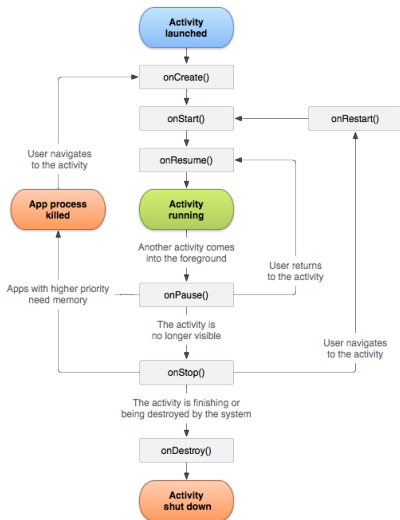 Activity
launched
onCreate()
onStart()
onRestart()
User navigates
to the activity
onResume()
App process
killed
Activity
running
Another activity comes
into the foreground
User returns
to the activity
Apps with higher priority
need memory
onPause()
The activity is
no longer visible
User navigates
to the activity
onStop()
The activity is finishing or
being destroyed by the system
onDestroy()
Activity
shut down